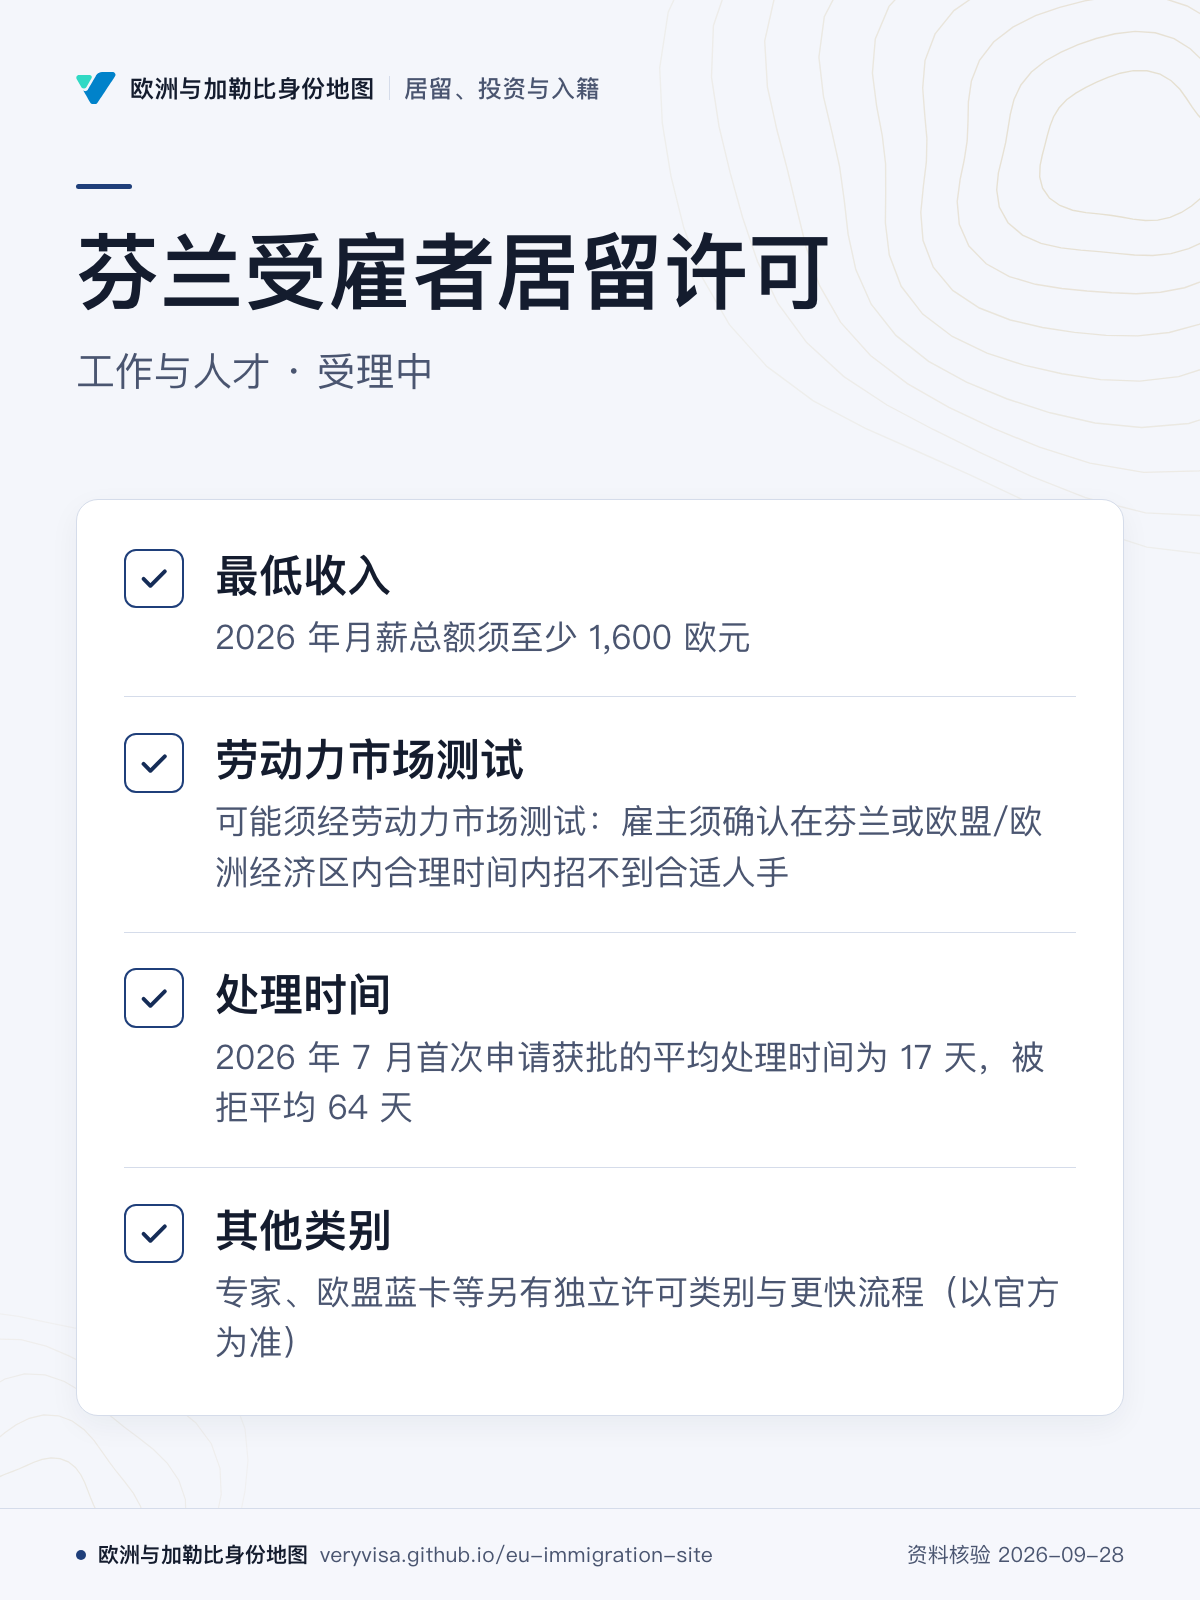 欧洲与加勒比身份地图 居留、投资与入籍
芬兰受雇者居留许可
工作与人才 · 受理中
最低收入
2026 年月薪总额须至少 1,600 欧元
劳动力市场测试
可能须经劳动力市场测试：雇主须确认在芬兰或欧盟/欧
洲经济区内合理时间内招不到合适人手
处理时间
2026 年 7 月首次申请获批的平均处理时间为 17 天，被
拒平均 64 天
其他类别
专家、欧盟蓝卡等另有独立许可类别与更快流程（以官方
为准）
欧洲与加勒比身份地图 veryvisa.github.io/eu-immigration-site 资料核验 2026-09-28